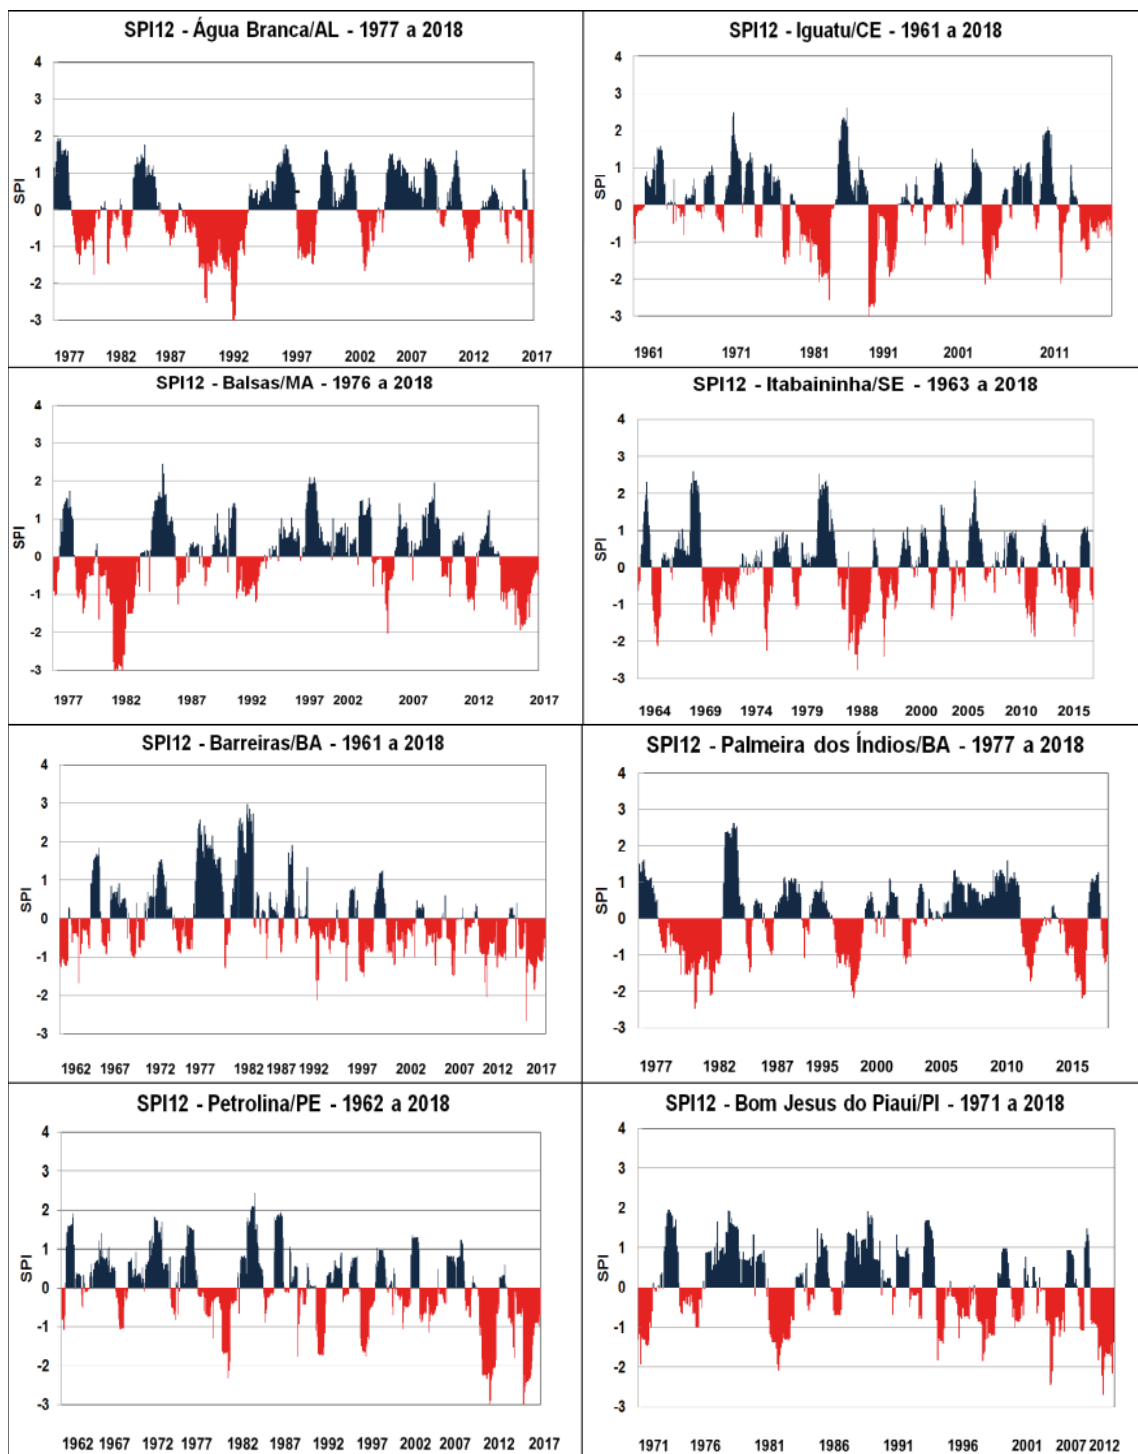 SPI12 - Água Branca/AL - 1977 a 2018
4
3
2
1
0
-1
-2
-3
SPI
1977 1982 1987 1992 1997 2002 2007 2012 2017
SPI12 - Iguatu/CE - 1961 a 2018
4
3
2
1
0
-1
-2
-3
SPI
1961 1971 1981 1991 2001 2011
SPI12 - Balsas/MA - 1976 a 2018
4
3
2
1
0
-1
-2
-3
SPI
1977 1982 1987 1992 1997 2002 2007 2012 2017
SPI12 - Itabaininha/SE - 1963 a 2018
4
3
2
1
0
-1
-2
-3
SPI
1964 1969 1974 1979 1988 2000 2005 2010 2015
SPI12 - Barreiras/BA - 1961 a 2018
4
3
2
1
0
-1
-2
-3
SPI
1962 1967 1972 1977 1982 1987 1992 1997 2002 2007 2012 2017
SPI12 - Palmeira dos Índios/BA - 1977 a 2018
4
3
2
1
0
-1
-2
-3
SPI
1977 1982 1987 1995 2000 2005 2010 2015
SPI12 - Petrolina/PE - 1962 a 2018
4
3
2
1
0
-1
-2
-3
SPI
1962 1967 1972 1977 1982 1987 1992 1997 2002 2007 2012 2017
SPI12 - Bom Jesus do Piauí/PI - 1971 a 2018
4
3
2
1
0
-1
-2
-3
SPI
1971 1976 1981 1986 1991 1996 2001 2007 2012